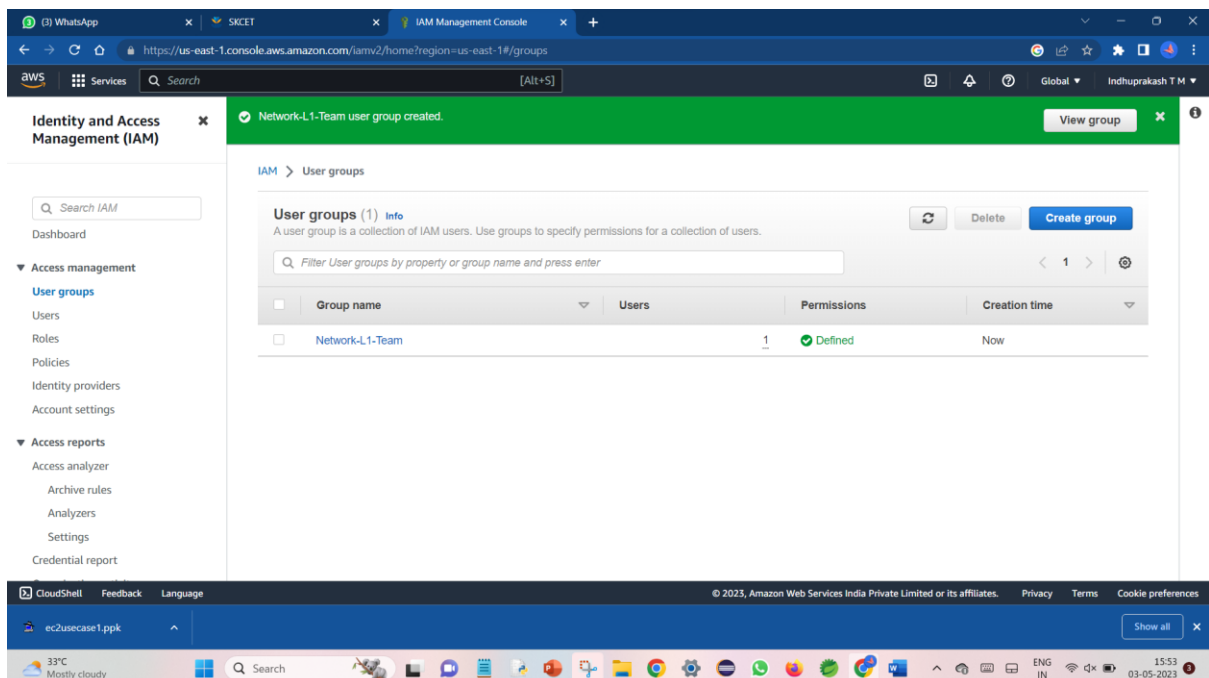 (3) WhatsApp
SKCET
IAM Management Console
https://us-east-1.console.aws.amazon.com/iamv2/home?region=us-east-1#/groups
aws
Services
Search
[Alt+S]
Global
Indhuprakash T M
Identity and Access Management (IAM)
Search IAM
Dashboard
Access management
User groups
Users
Roles
Policies
Identity providers
Account settings
Access reports
Access analyzer
Archive rules
Analyzers
Settings
Credential report
Network-L1-Team user group created.
View group
IAM > User groups
User groups (1) Info
A user group is a collection of IAM users. Use groups to specify permissions for a collection of users.
Delete
Create group
Filter User groups by property or group name and press enter
1
Group name
Users
Permissions
Creation time
Network-L1-Team
1
Defined
Now
CloudShell
Feedback
Language
© 2023, Amazon Web Services India Private Limited or its affiliates.
Privacy
Terms
Cookie preferences
ec2usecase1.ppk
Show all
33°C
Mostly cloudy
Search
ENG
IN
15:53
03-05-2023
3